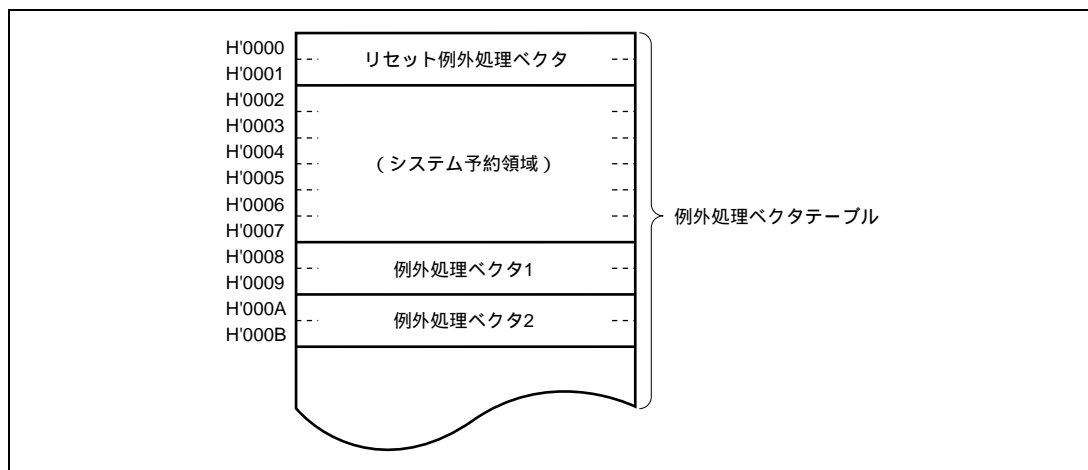 H'0000
リセット例外処理ベクタ
H'0001
H'0002
H'0003
H'0004
(システム予約領域)
H'0005
H'0006
例外処理ベクタテーブル
H'0007
H'0008
例外処理ベクタ1
H'0009
H'000A
例外処理ベクタ2
H'000B